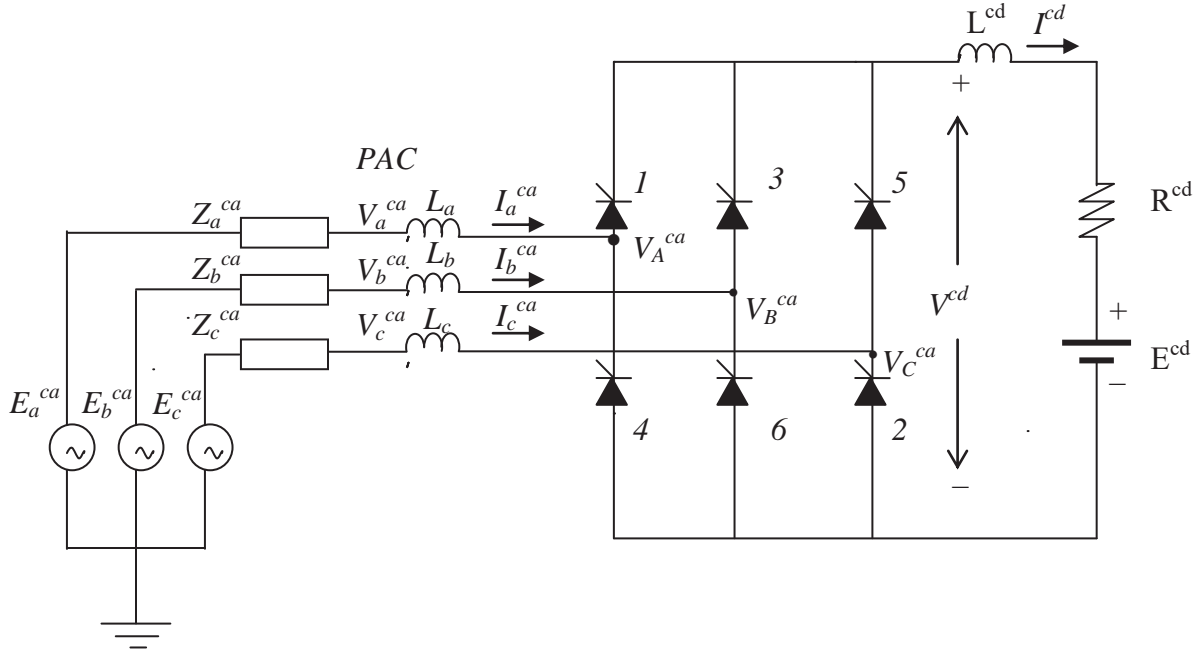 L^cd I^cd
+
PAC
1 3 5
Z_a^ca V_a^ca L_a I_a^ca
R^cd
V_A^ca
Z_b^ca V_b^ca L_b I_b^ca
V_B^ca V^cd +
Z_c^ca V_c^ca L_c I_c^ca
V_C^ca E^cd
−
E_a^ca E_b^ca E_c^ca
4 6 2
−